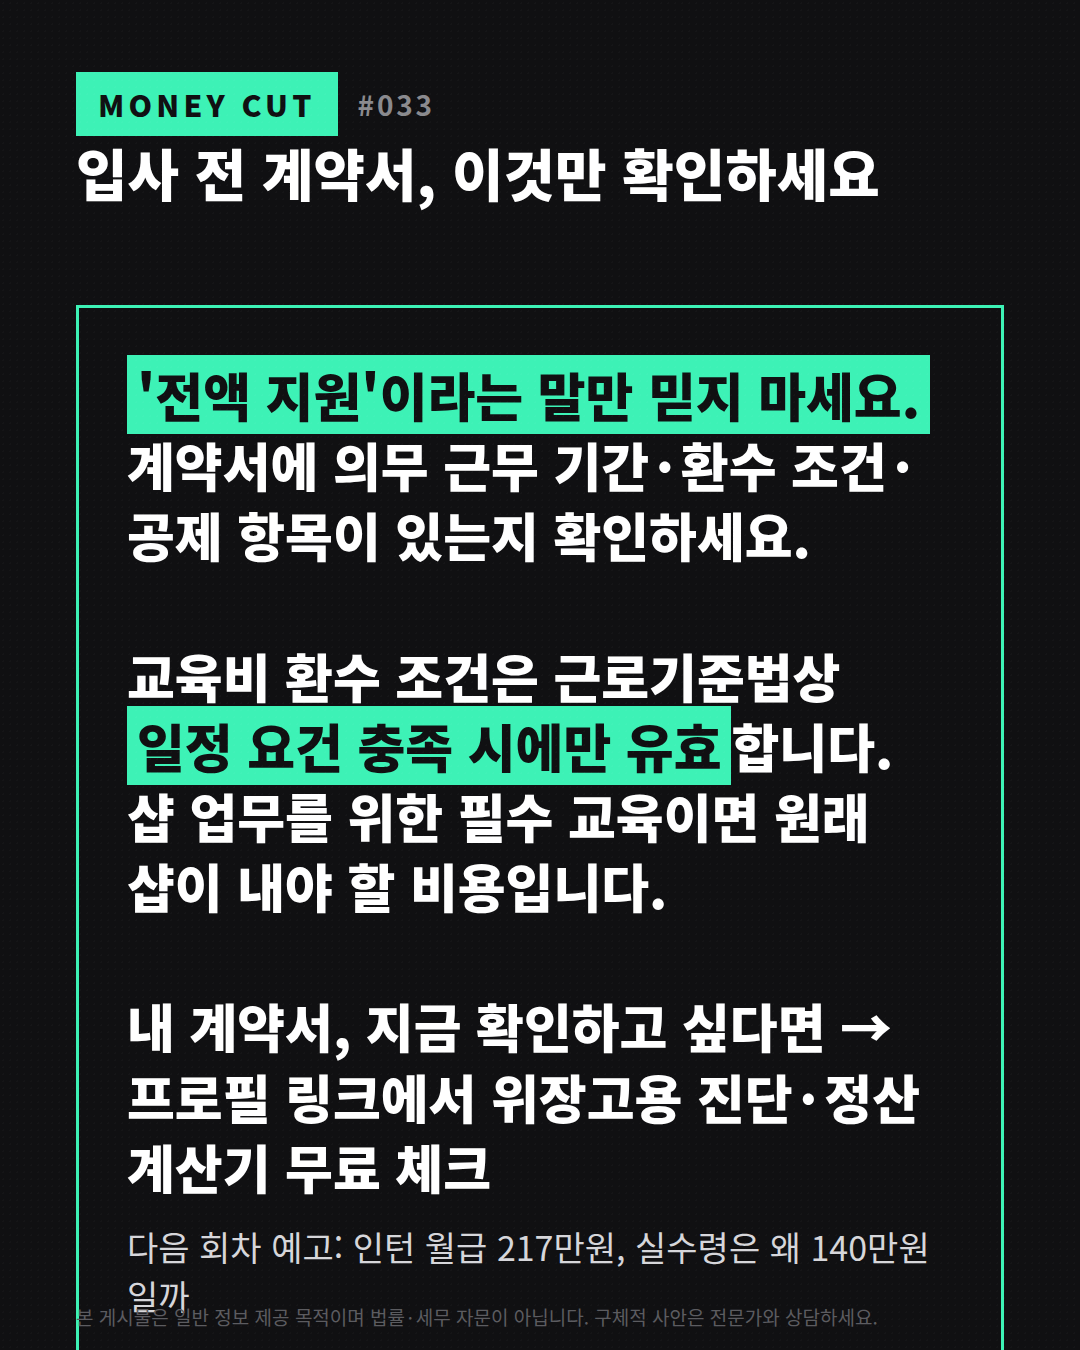 MONEY CUT #033
입사 전 계약서, 이것만 확인하세요
'전액 지원'이라는 말만 믿지 마세요.
계약서에 의무 근무 기간·환수 조건·
공제 항목이 있는지 확인하세요.
교육비 환수 조건은 근로기준법상
일정 요건 충족 시에만 유효합니다.
샵 업무를 위한 필수 교육이면 원래
샵이 내야 할 비용입니다.
내 계약서, 지금 확인하고 싶다면 →
프로필 링크에서 위장고용 진단·정산
계산기 무료 체크
다음 회차 예고: 인턴 월급 217만원, 실수령은 왜 140만원
일까
본 게시물은 일반 정보 제공 목적이며 법률·세무 자문이 아닙니다. 구체적 사안은 전문가와 상담하세요.